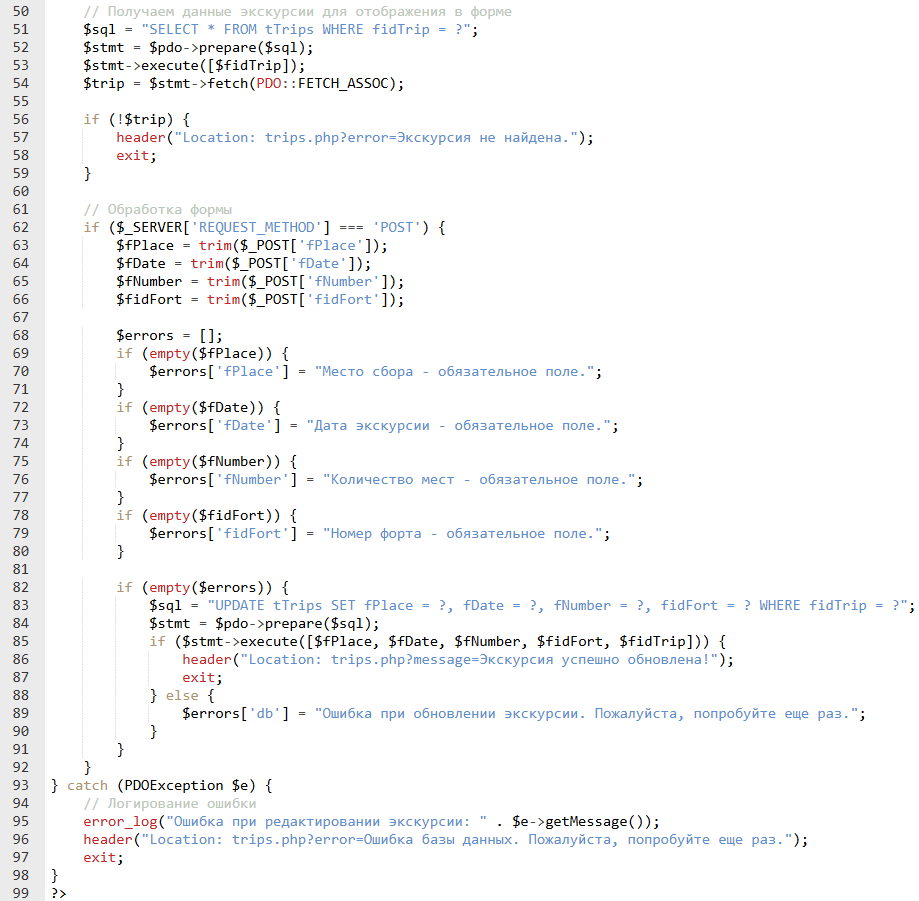 50 // Получаем данные экскурсии для отображения в форме
51 $sql = "SELECT * FROM tTrips WHERE fidTrip = ?";
52 $stmt = $pdo->prepare($sql);
53 $stmt->execute([$fidTrip]);
54 $trip = $stmt->fetch(PDO::FETCH_ASSOC);
55
56 if (!$trip) {
57 header("Location: trips.php?error=Экскурсия не найдена.");
58 exit;
59 }
60
61 // Обработка формы
62 if ($_SERVER['REQUEST_METHOD'] === 'POST') {
63 $fPlace = trim($_POST['fPlace']);
64 $fDate = trim($_POST['fDate']);
65 $fNumber = trim($_POST['fNumber']);
66 $fidFort = trim($_POST['fidFort']);
67
68 $errors = [];
69 if (empty($fPlace)) {
70 $errors['fPlace'] = "Место сбора - обязательное поле.";
71 }
72 if (empty($fDate)) {
73 $errors['fDate'] = "Дата экскурсии - обязательное поле.";
74 }
75 if (empty($fNumber)) {
76 $errors['fNumber'] = "Количество мест - обязательное поле.";
77 }
78 if (empty($fidFort)) {
79 $errors['fidFort'] = "Номер форта - обязательное поле.";
80 }
81
82 if (empty($errors)) {
83 $sql = "UPDATE tTrips SET fPlace = ?, fDate = ?, fNumber = ?, fidFort = ? WHERE fidTrip = ?";
84 $stmt = $pdo->prepare($sql);
85 if ($stmt->execute([$fPlace, $fDate, $fNumber, $fidFort, $fidTrip])) {
86 header("Location: trips.php?message=Экскурсия успешно обновлена!");
87 exit;
88 } else {
89 $errors['db'] = "Ошибка при обновлении экскурсии. Пожалуйста, попробуйте еще раз.";
90 }
91 }
92 }
93 } catch (PDOException $e) {
94 // Логирование ошибки
95 error_log("Ошибка при редактировании экскурсии: " . $e->getMessage());
96 header("Location: trips.php?error=Ошибка базы данных. Пожалуйста, попробуйте еще раз.");
97 exit;
98 }
99 ?>